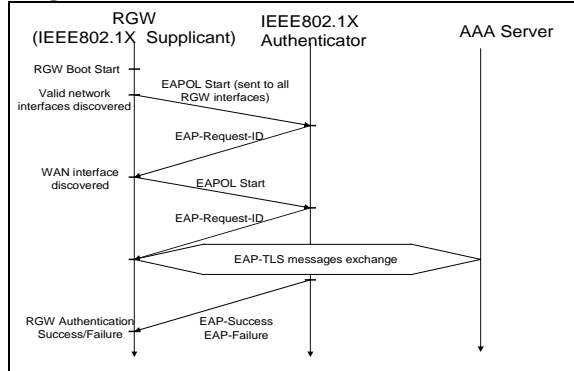 RGW
(IEEE802.1X Supplicant)
IEEE802.1X
Authenticator
AAA Server
RGW Boot Start
Valid network
interfaces discovered
EAPOL Start (sent to all
RGW interfaces)
EAP-Request-ID
WAN interface
discovered
EAPOL Start
EAP-Request-ID
EAP-TLS messages exchange
RGW Authentication
Success/Failure
EAP-Success
EAP-Failure